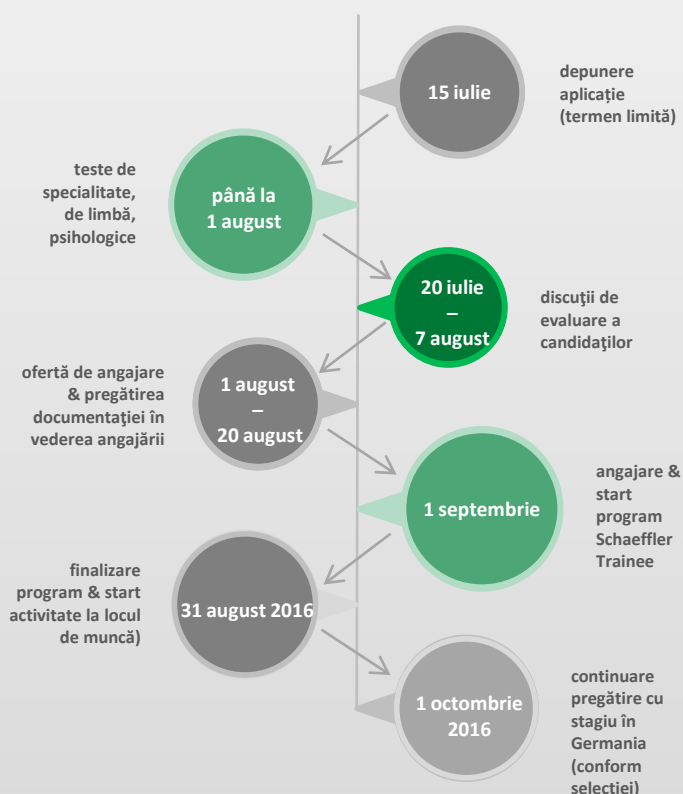 15 iulie
depunere
aplicație
(termen limită)
teste de
specialitate,
de limbă,
psihologice
până la
1 august
20 iulie
–
7 august
discuţii de
evaluare a
candidaţilor
ofertă de angajare
& pregătirea
documentaţiei în
vederea angajării
1 august
–
20 august
1 septembrie
angajare &
start
program
Schaeffler
Trainee
finalizare
program & start
activitate la locul
de muncă)
31 august 2016
1 octombrie
2016
continuare
pregătire cu
stagiu în
Germania
(conform
selecţiei)